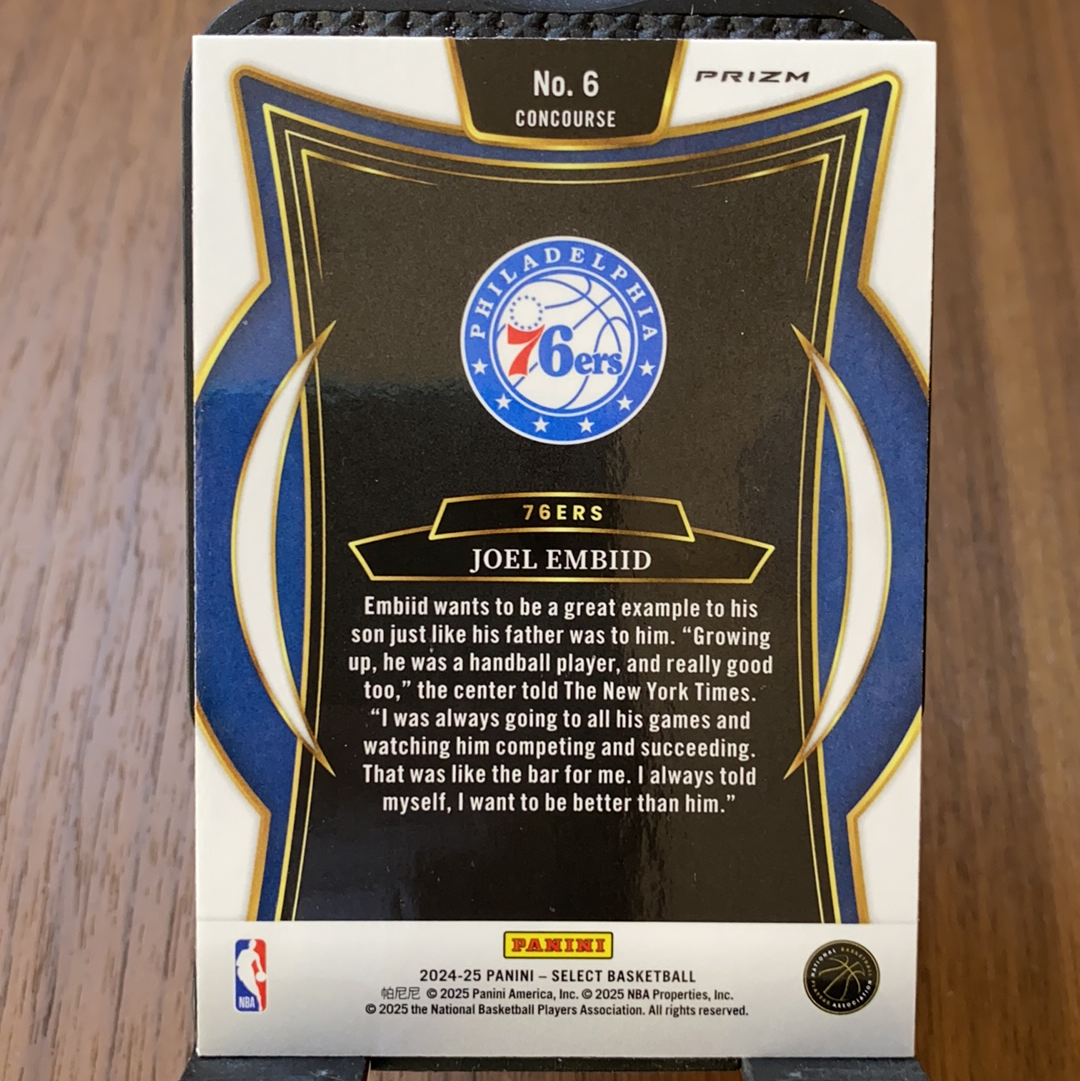 No. 6
PRIZM
CONCOURSE
PHILADELPHIA
76ers
76ERS
JOEL EMBIID
Embiid wants to be a great example to his
son just like his father was to him. “Growing
up, he was a handball player, and really good
too,” the center told The New York Times.
“I was always going to all his games and
watching him competing and succeeding.
That was like the bar for me. I always told
myself, I want to be better than him.”
PANINI
2024-25 PANINI – SELECT BASKETBALL
帕尼尼 © 2025 Panini America, Inc. © 2025 NBA Properties, Inc.
© 2025 the National Basketball Players Association. All rights reserved.
NBA
NATIONAL BASKETBALL
PLAYERS ASSOCIATION